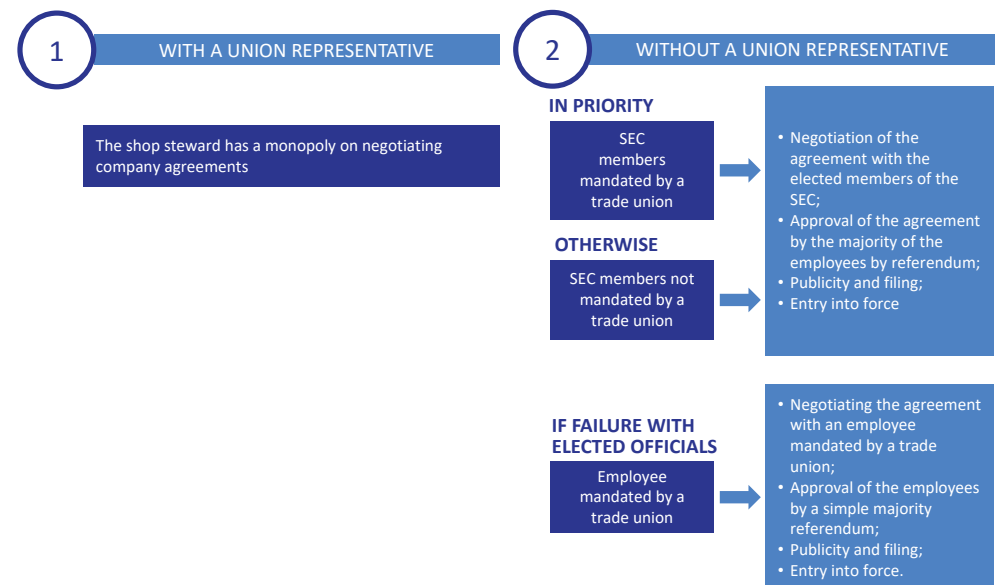 1
WITH A UNION REPRESENTATIVE
The shop steward has a monopoly on negotiating
company agreements
2
WITHOUT A UNION REPRESENTATIVE
IN PRIORITY
SEC
members
mandated by a
trade union
OTHERWISE
SEC members not
mandated by a
trade union
• Negotiation of the
agreement with the
elected members of the
SEC;
• Approval of the agreement
by the majority of the
employees by referendum;
• Publicity and filing;
• Entry into force
IF FAILURE WITH
ELECTED OFFICIALS
Employee
mandated by a
trade union
• Negotiating the agreement
with an employee
mandated by a trade
union;
• Approval of the employees
by a simple majority
referendum;
• Publicity and filing;
• Entry into force.